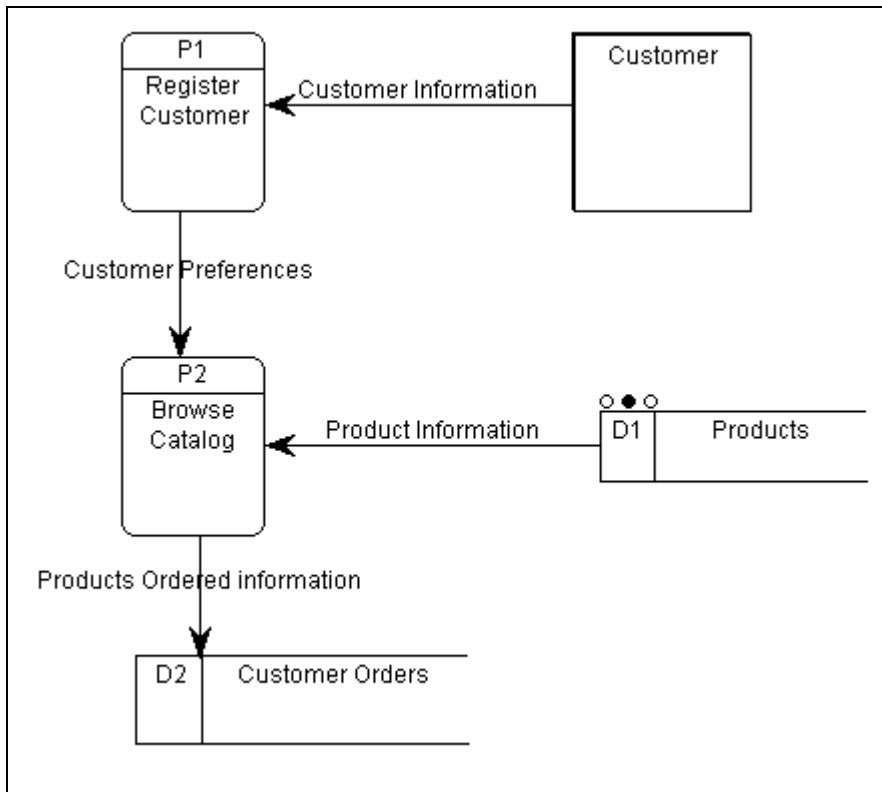 P1
Register
Customer
Customer Information
Customer
Customer Preferences
P2
Browse
Catalog
Product Information
D1
Products
Products Ordered information
D2
Customer Orders